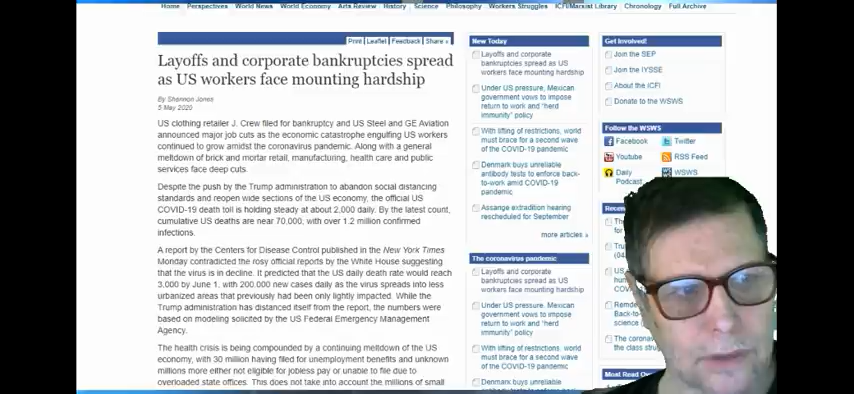 Home Perspectives World News World Economy Arts Review History Science Philosophy Workers Struggles ICFI/Marxist Library Chronology Full Archive
Print Leaflet Feedback Share »
Layoffs and corporate bankruptcies spread
as US workers face mounting hardship
By Shannon Jones
5 May 2020
US clothing retailer J. Crew filed for bankruptcy and US Steel and GE Aviation
announced major job cuts as the economic catastrophe engulfing US workers
continued to grow amidst the coronavirus pandemic. Along with a general
meltdown of brick and mortar retail, manufacturing, health care and public
services face deep cuts.
Despite the push by the Trump administration to abandon social distancing
standards and reopen wide sections of the US economy, the official US
COVID-19 death toll is holding steady at about 2,000 daily. By the latest count,
cumulative US deaths are near 70,000, with over 1.2 million confirmed
infections.
A report by the Centers for Disease Control published in the New York Times
Monday contradicted the rosy official reports by the White House suggesting
that the virus is in decline. It predicted that the US daily death rate would reach
3,000 by June 1, with 200,000 new cases daily as the virus spreads into less
urbanized areas that previously had been only lightly impacted. While the
Trump administration has distanced itself from the report, the numbers were
based on modeling solicited by the US Federal Emergency Management
Agency.
The health crisis is being compounded by a continuing meltdown of the US
economy, with 30 million having filed for unemployment benefits and unknown
millions more either not eligible for jobless pay or unable to file due to
overloaded state offices. This does not take into account the millions of small
New Today
Layoffs and corporate
bankruptcies spread as US
workers face mounting hardship
Under US pressure, Mexican
government vows to impose
return to work and "herd
immunity" policy
With lifting of restrictions, world
must brace for a second wave
of the COVID-19 pandemic
Denmark buys unreliable
antibody tests to enforce back-
to-work amid COVID-19
pandemic
Assange extradition hearing
rescheduled for September
more articles »
The coronavirus pandemic
Layoffs and corporate
bankruptcies spread as US
workers face mounting hardship
Under US pressure, Mexican
government vows to impose
return to work and "herd
immunity" policy
With lifting of restrictions, world
must brace for a second wave
of the COVID-19 pandemic
Denmark buys unreliable
Get Involved!
Join the SEP
Join the IYSSE
About the ICFI
Donate to the WSWS
Follow the WSWS
Facebook Twitter
Youtube RSS Feed
Daily WSWS
Podcast
US
Back-to-
science
The
the class
Most Read